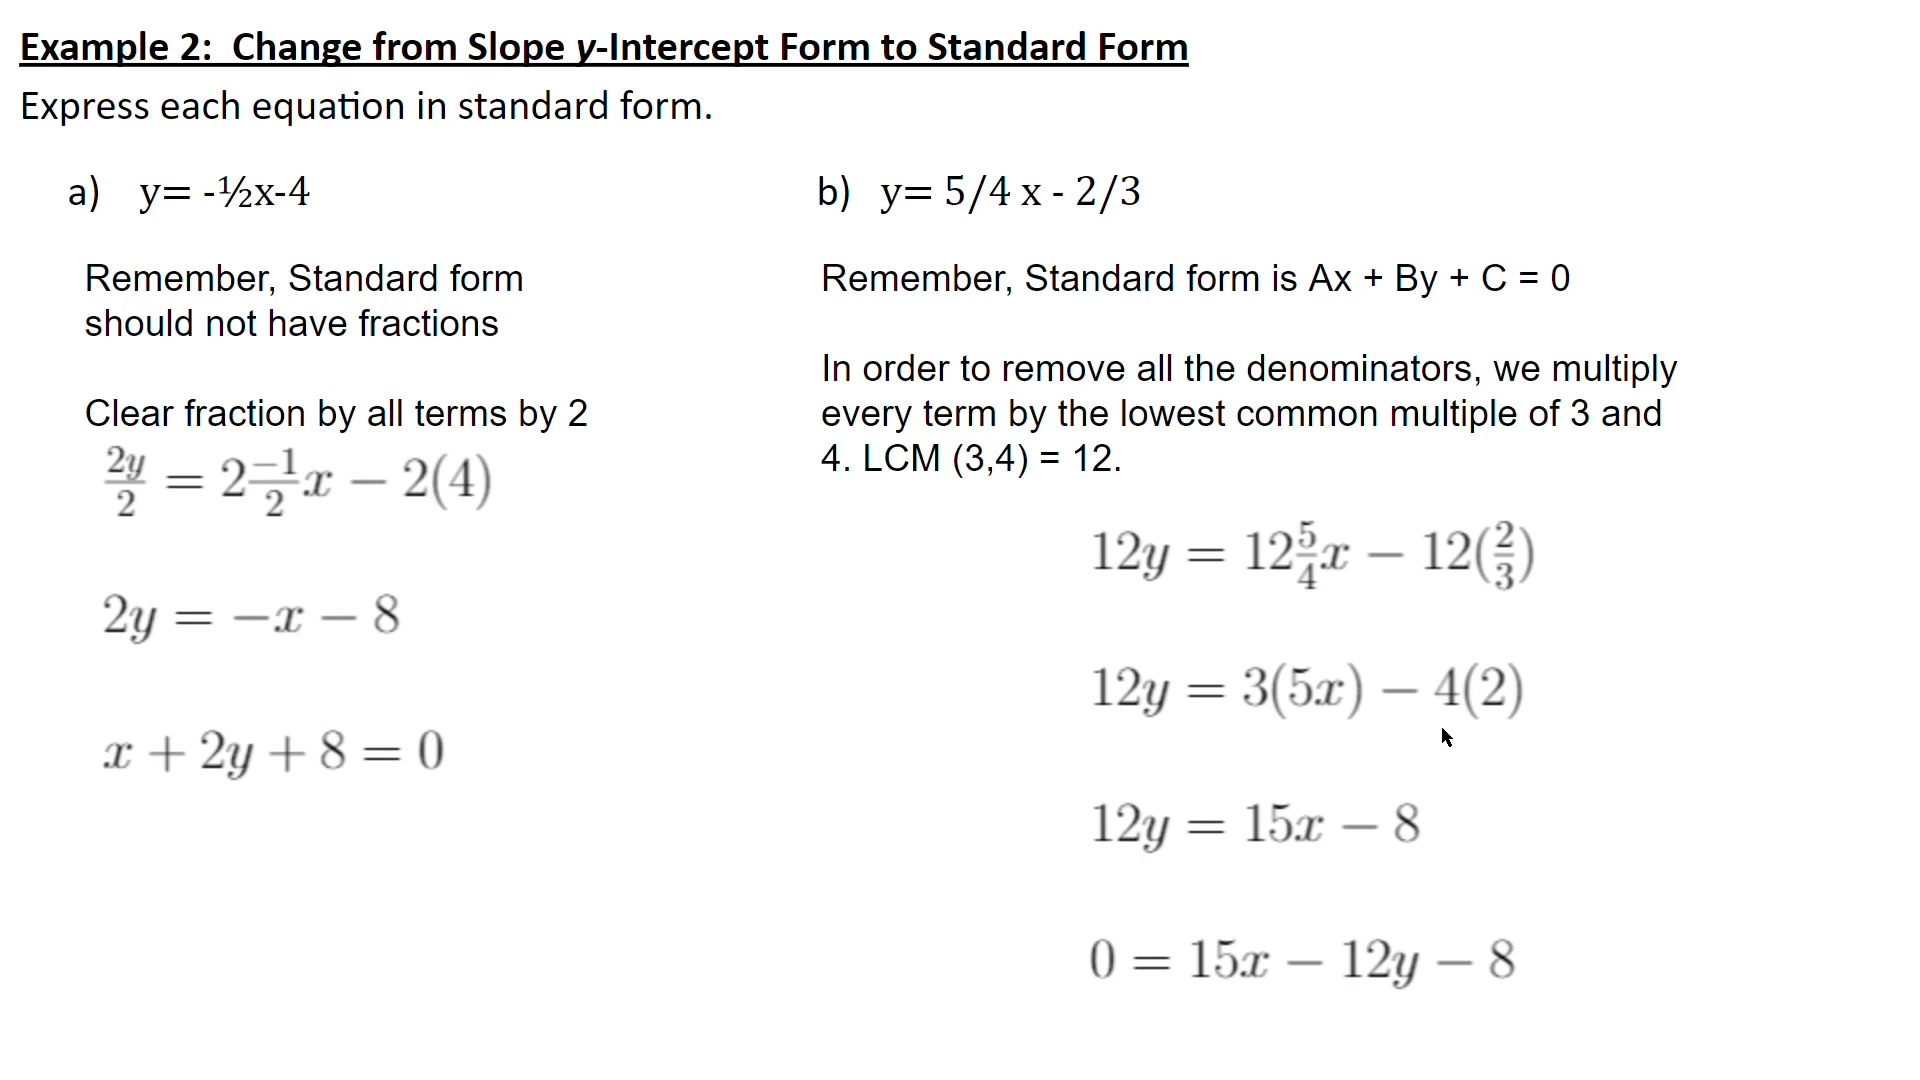 Example 2:  Change from Slope y-Intercept Form to Standard Form
Express each equation in standard form.
a) y= -½x-4
Remember, Standard form
should not have fractions
Clear fraction by all terms by 2
\frac{2y}{2} = 2\frac{-1}{2}x − 2(4)
2y = −x − 8
x + 2y + 8 = 0
b) y= 5/4 x - 2/3
Remember, Standard form is Ax + By + C = 0
In order to remove all the denominators, we multiply
every term by the lowest common multiple of 3 and
4. LCM (3,4) = 12.
12y = 12\frac{5}{4}x − 12(\frac{2}{3})
12y = 3(5x) − 4(2)
12y = 15x − 8
0 = 15x − 12y − 8